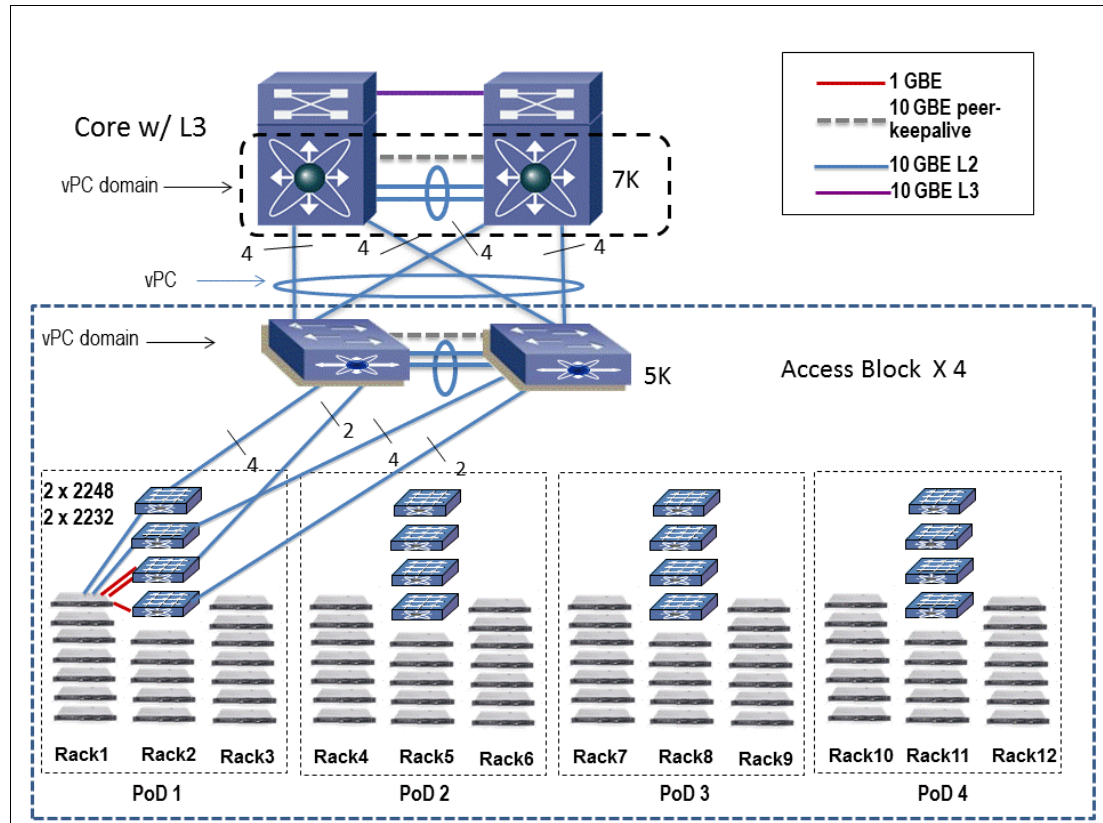 1 GBE
10 GBE peer-
keepalive
10 GBE L2
10 GBE L3
Core w/ L3
vPC domain
7K
4
4
4
4
vPC
vPC domain
5K
Access Block X 4
2
4
4
2
2 x 2248
2 x 2232
Rack1 Rack2 Rack3 Rack4 Rack5 Rack6 Rack7 Rack8 Rack9 Rack10 Rack11 Rack12
PoD 1 PoD 2 PoD 3 PoD 4